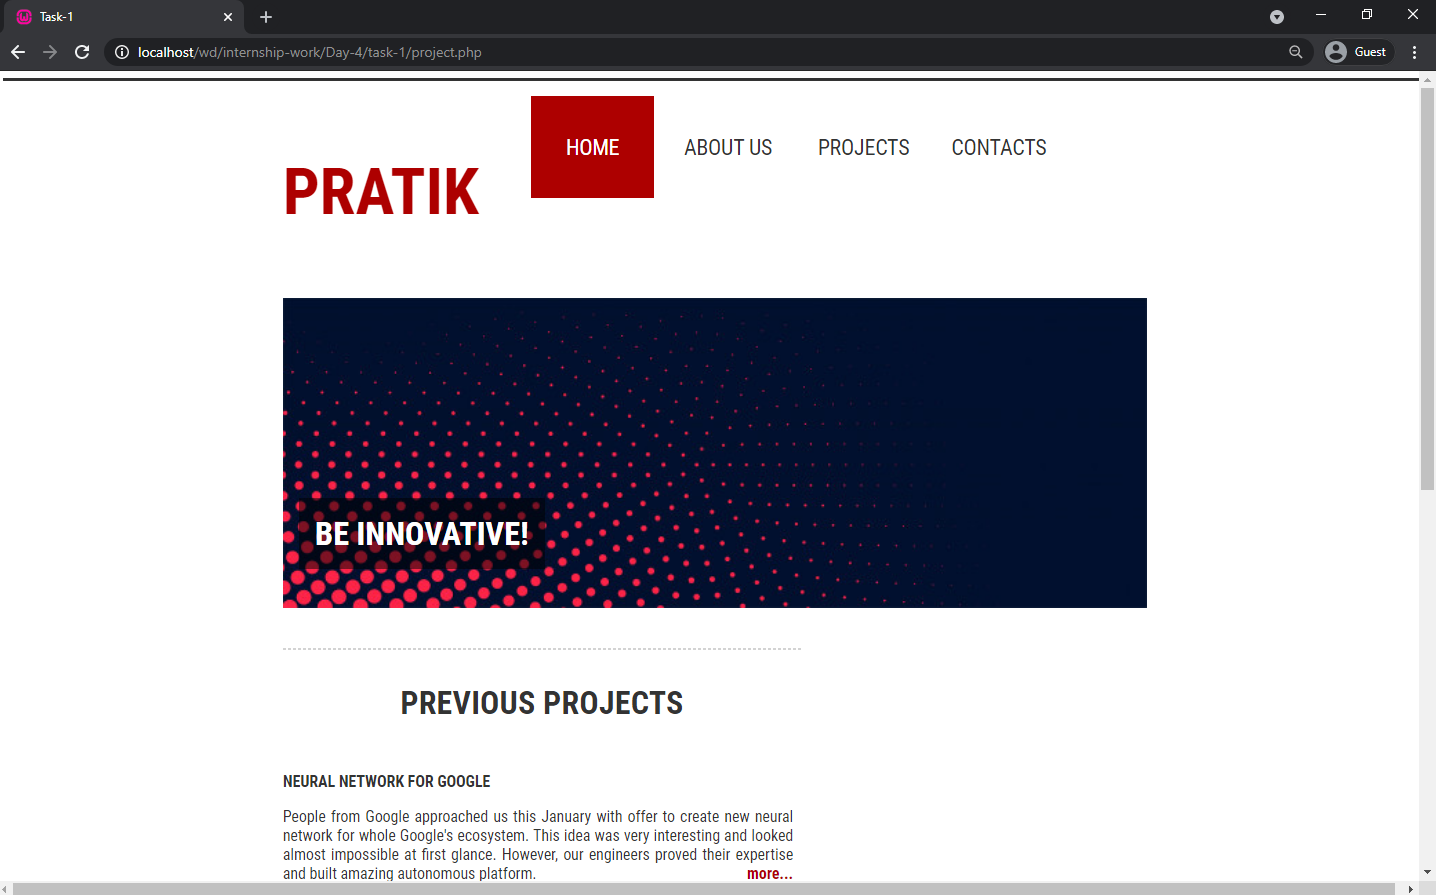 Task-1
localhost/wd/internship-work/Day-4/task-1/project.php
Guest
HOME
ABOUT US
PROJECTS
CONTACTS
PRATIK
BE INNOVATIVE!
PREVIOUS PROJECTS
NEURAL NETWORK FOR GOOGLE
People from Google approached us this January with offer to create new neural
network for whole Google's ecosystem. This idea was very interesting and looked
almost impossible at first glance. However, our engineers proved their expertise
and built amazing autonomous platform. more...